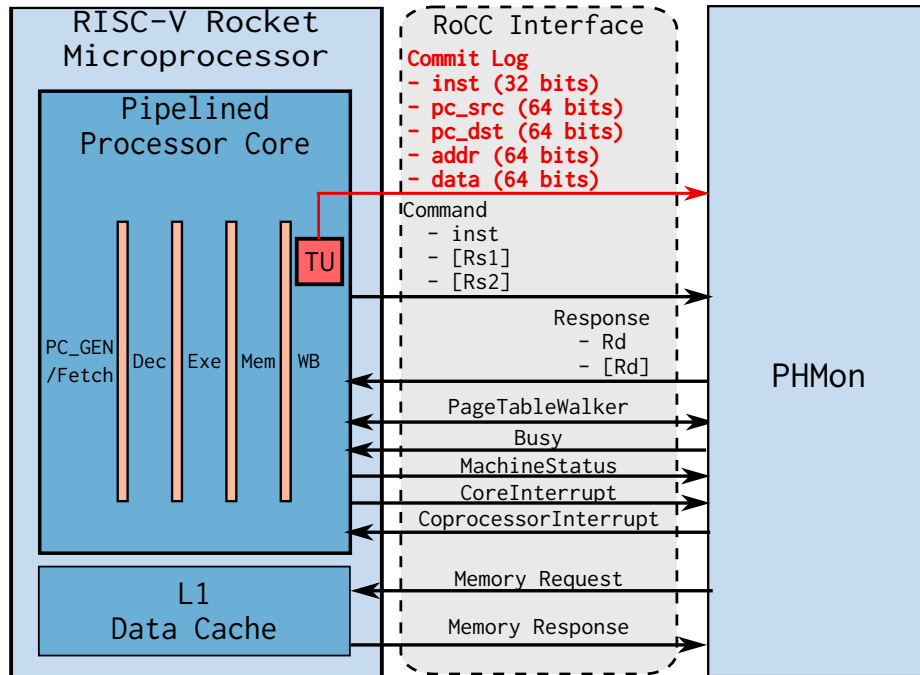 RISC-V Rocket
Microprocessor
Pipelined
Processor Core
TU
PC_GEN
/Fetch
Dec
Exe
Mem
WB
L1
Data Cache
RoCC Interface
Commit Log
- inst (32 bits)
- pc_src (64 bits)
- pc_dst (64 bits)
- addr (64 bits)
- data (64 bits)
Command
- inst
- [Rs1]
- [Rs2]
Response
- Rd
- [Rd]
PageTableWalker
Busy
MachineStatus
CoreInterrupt
CoprocessorInterrupt
Memory Request
Memory Response
PHMon